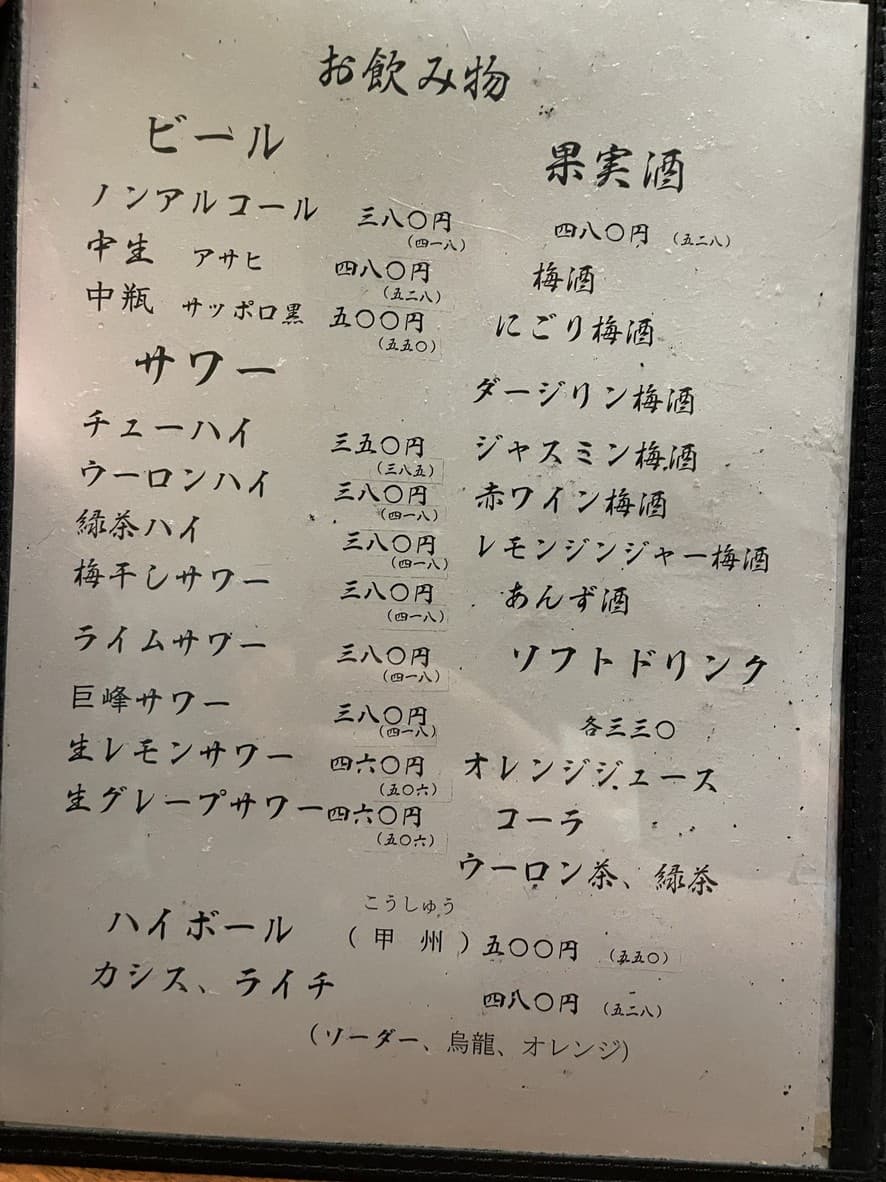 お飲み物
ビール
ノンアルコール 三八〇円
(四一八)
中生 アサヒ 四八〇円
(五二八)
中瓶 サッポロ黒 五〇〇円
(五五〇)
サワー
チューハイ 三五〇円
(三八五)
ウーロンハイ 三八〇円
(四一八)
緑茶ハイ 三八〇円
(四一八)
梅干しサワー 三八〇円
(四一八)
ライムサワー 三八〇円
(四一八)
巨峰サワー 三八〇円
(四一八)
生レモンサワー 四六〇円
(五〇六)
生グレープサワー 四六〇円
(五〇六)
果実酒
四八〇円 (五二八)
梅酒
にごり梅酒
ダージリン梅酒
ジャスミン梅酒
赤ワイン梅酒
レモンジンジャー梅酒
あんず酒
ソフトドリンク
各三三〇
オレンジジュース
コーラ
ウーロン茶、緑茶
こうしゅう
ハイボール (甲州) 五〇〇円 (五五〇)
カシス、ライチ 四八〇円 (五二八)
(ソーダー、烏龍、オレンジ)